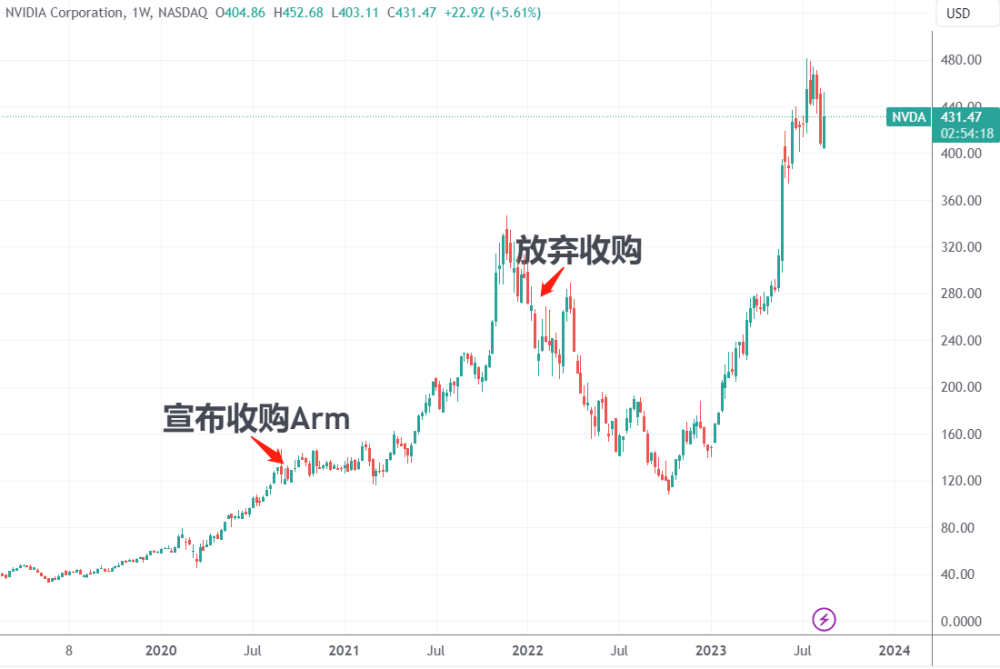 NVIDIA Corporation, 1W, NASDAQ O404.86 H452.68 L403.11 C431.47 +22.92 (+5.61%)
USD
480.00
440.00
NVDA 431.47
02:54:18
400.00
360.00
320.00
放弃收购
280.00
240.00
200.00
宣布收购Arm
160.00
120.00
80.00
40.00
0.0000
8 2020 Jul 2021 Jul 2022 Jul 2023 Jul 2024